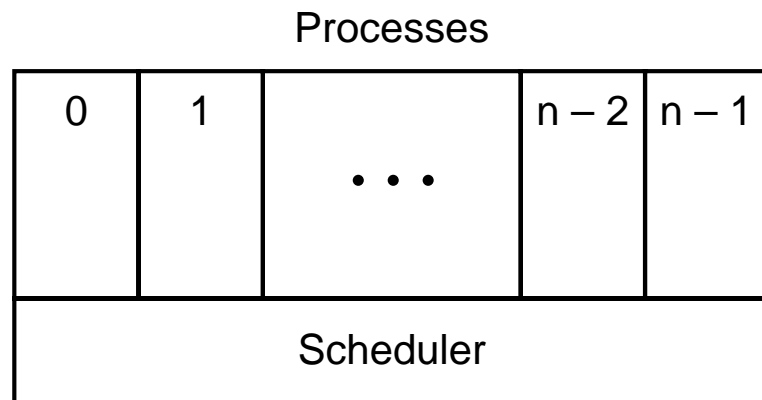 Processes
0 1 n – 2 n – 1
• • •
Scheduler